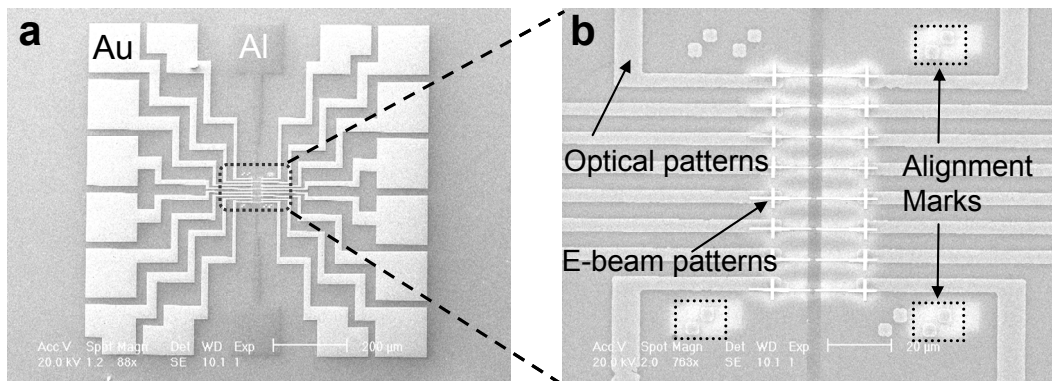 a
Au
Al
Acc V Spot Magn Det WD Exp
20.0 kV 1.2 88x SE 10.1 1
200 µm
b
Optical patterns
Alignment
Marks
E-beam patterns
Acc V Spot Magn Det WD Exp
20.0 kV 2.0 763x SE 10.1 1
20 µm